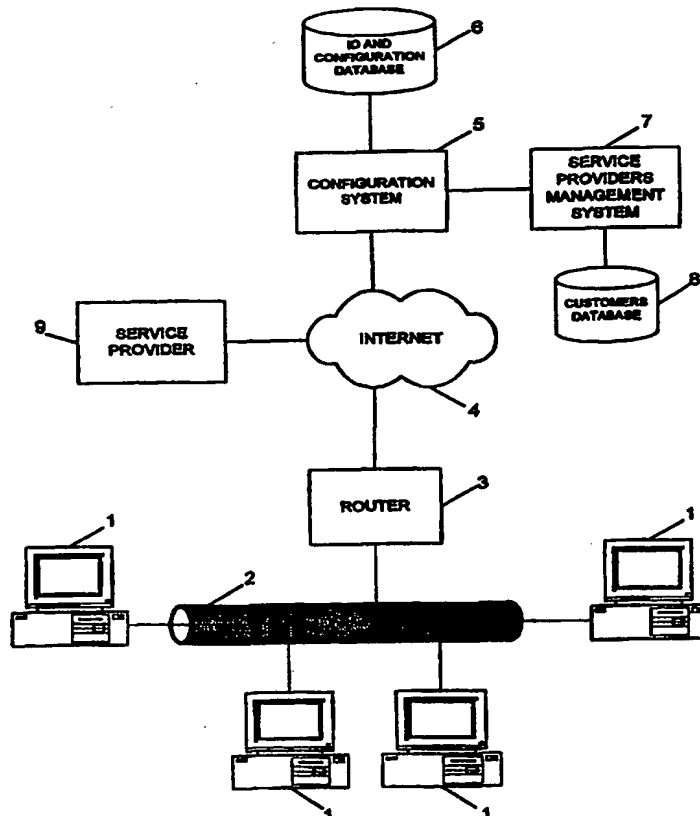 6
ID AND
CONFIGURATION
DATABASE
5
7
CONFIGURATION
SYSTEM
SERVICE
PROVIDERS
MANAGEMENT
SYSTEM
8
CUSTOMERS
DATABASE
9
SERVICE
PROVIDER
INTERNET
4
3
ROUTER
1
1
2
1
1